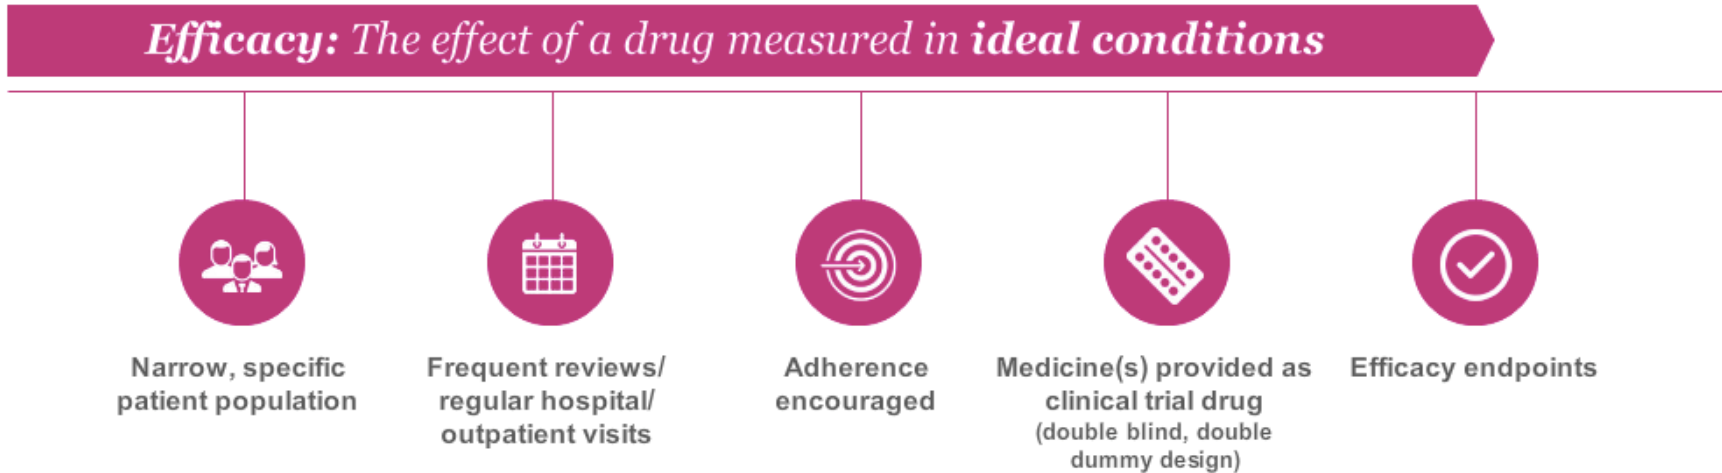 Efficacy: The effect of a drug measured in ideal conditions
Narrow, specific
patient population
Frequent reviews/
regular hospital/
outpatient visits
Adherence
encouraged
Medicine(s) provided as
clinical trial drug
(double blind, double
dummy design)
Efficacy endpoints